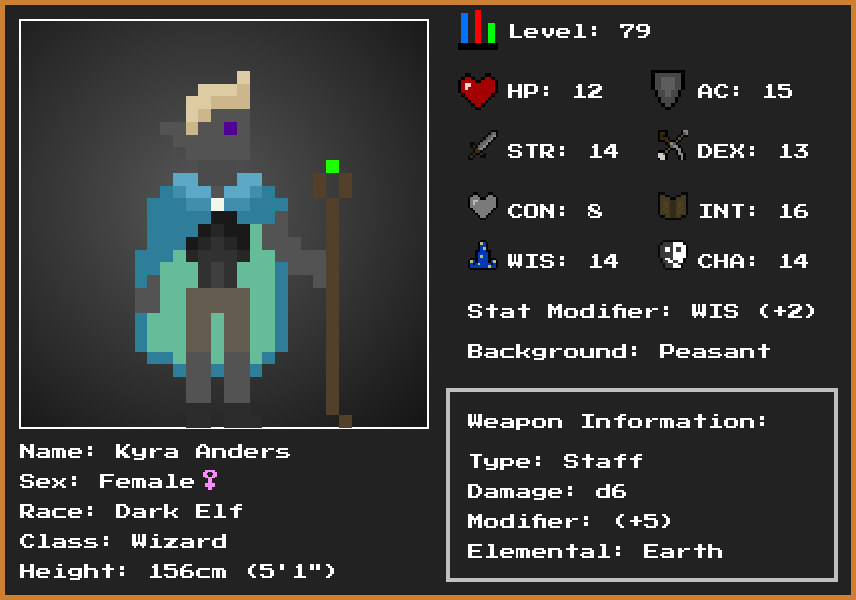 Level: 79
HP: 12
AC: 15
STR: 14
DEX: 13
CON: 8
INT: 16
WIS: 14
CHA: 14
Stat Modifier: WIS (+2)
Background: Peasant
Weapon Information:
Type: Staff
Damage: d6
Modifier: (+5)
Elemental: Earth
Name: Kyra Anders
Sex: Female♀
Race: Dark Elf
Class: Wizard
Height: 156cm (5'1")